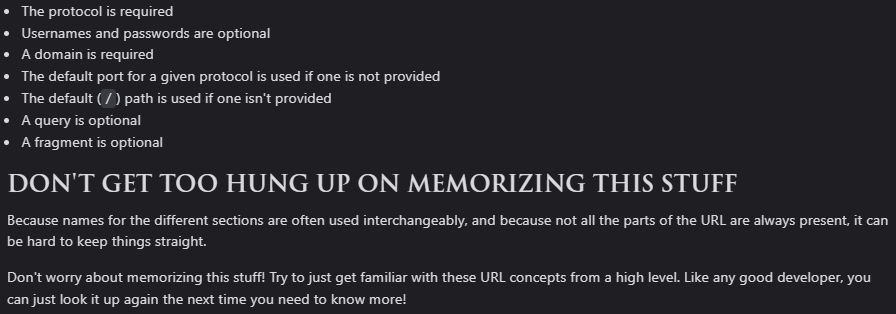 • The protocol is required
• Usernames and passwords are optional
• A domain is required
• The default port for a given protocol is used if one is not provided
• The default (/) path is used if one isn't provided
• A query is optional
• A fragment is optional
DON'T GET TOO HUNG UP ON MEMORIZING THIS STUFF
Because names for the different sections are often used interchangeably, and because not all the parts of the URL are always present, it can
be hard to keep things straight.
Don't worry about memorizing this stuff! Try to just get familiar with these URL concepts from a high level. Like any good developer, you
can just look it up again the next time you need to know more!